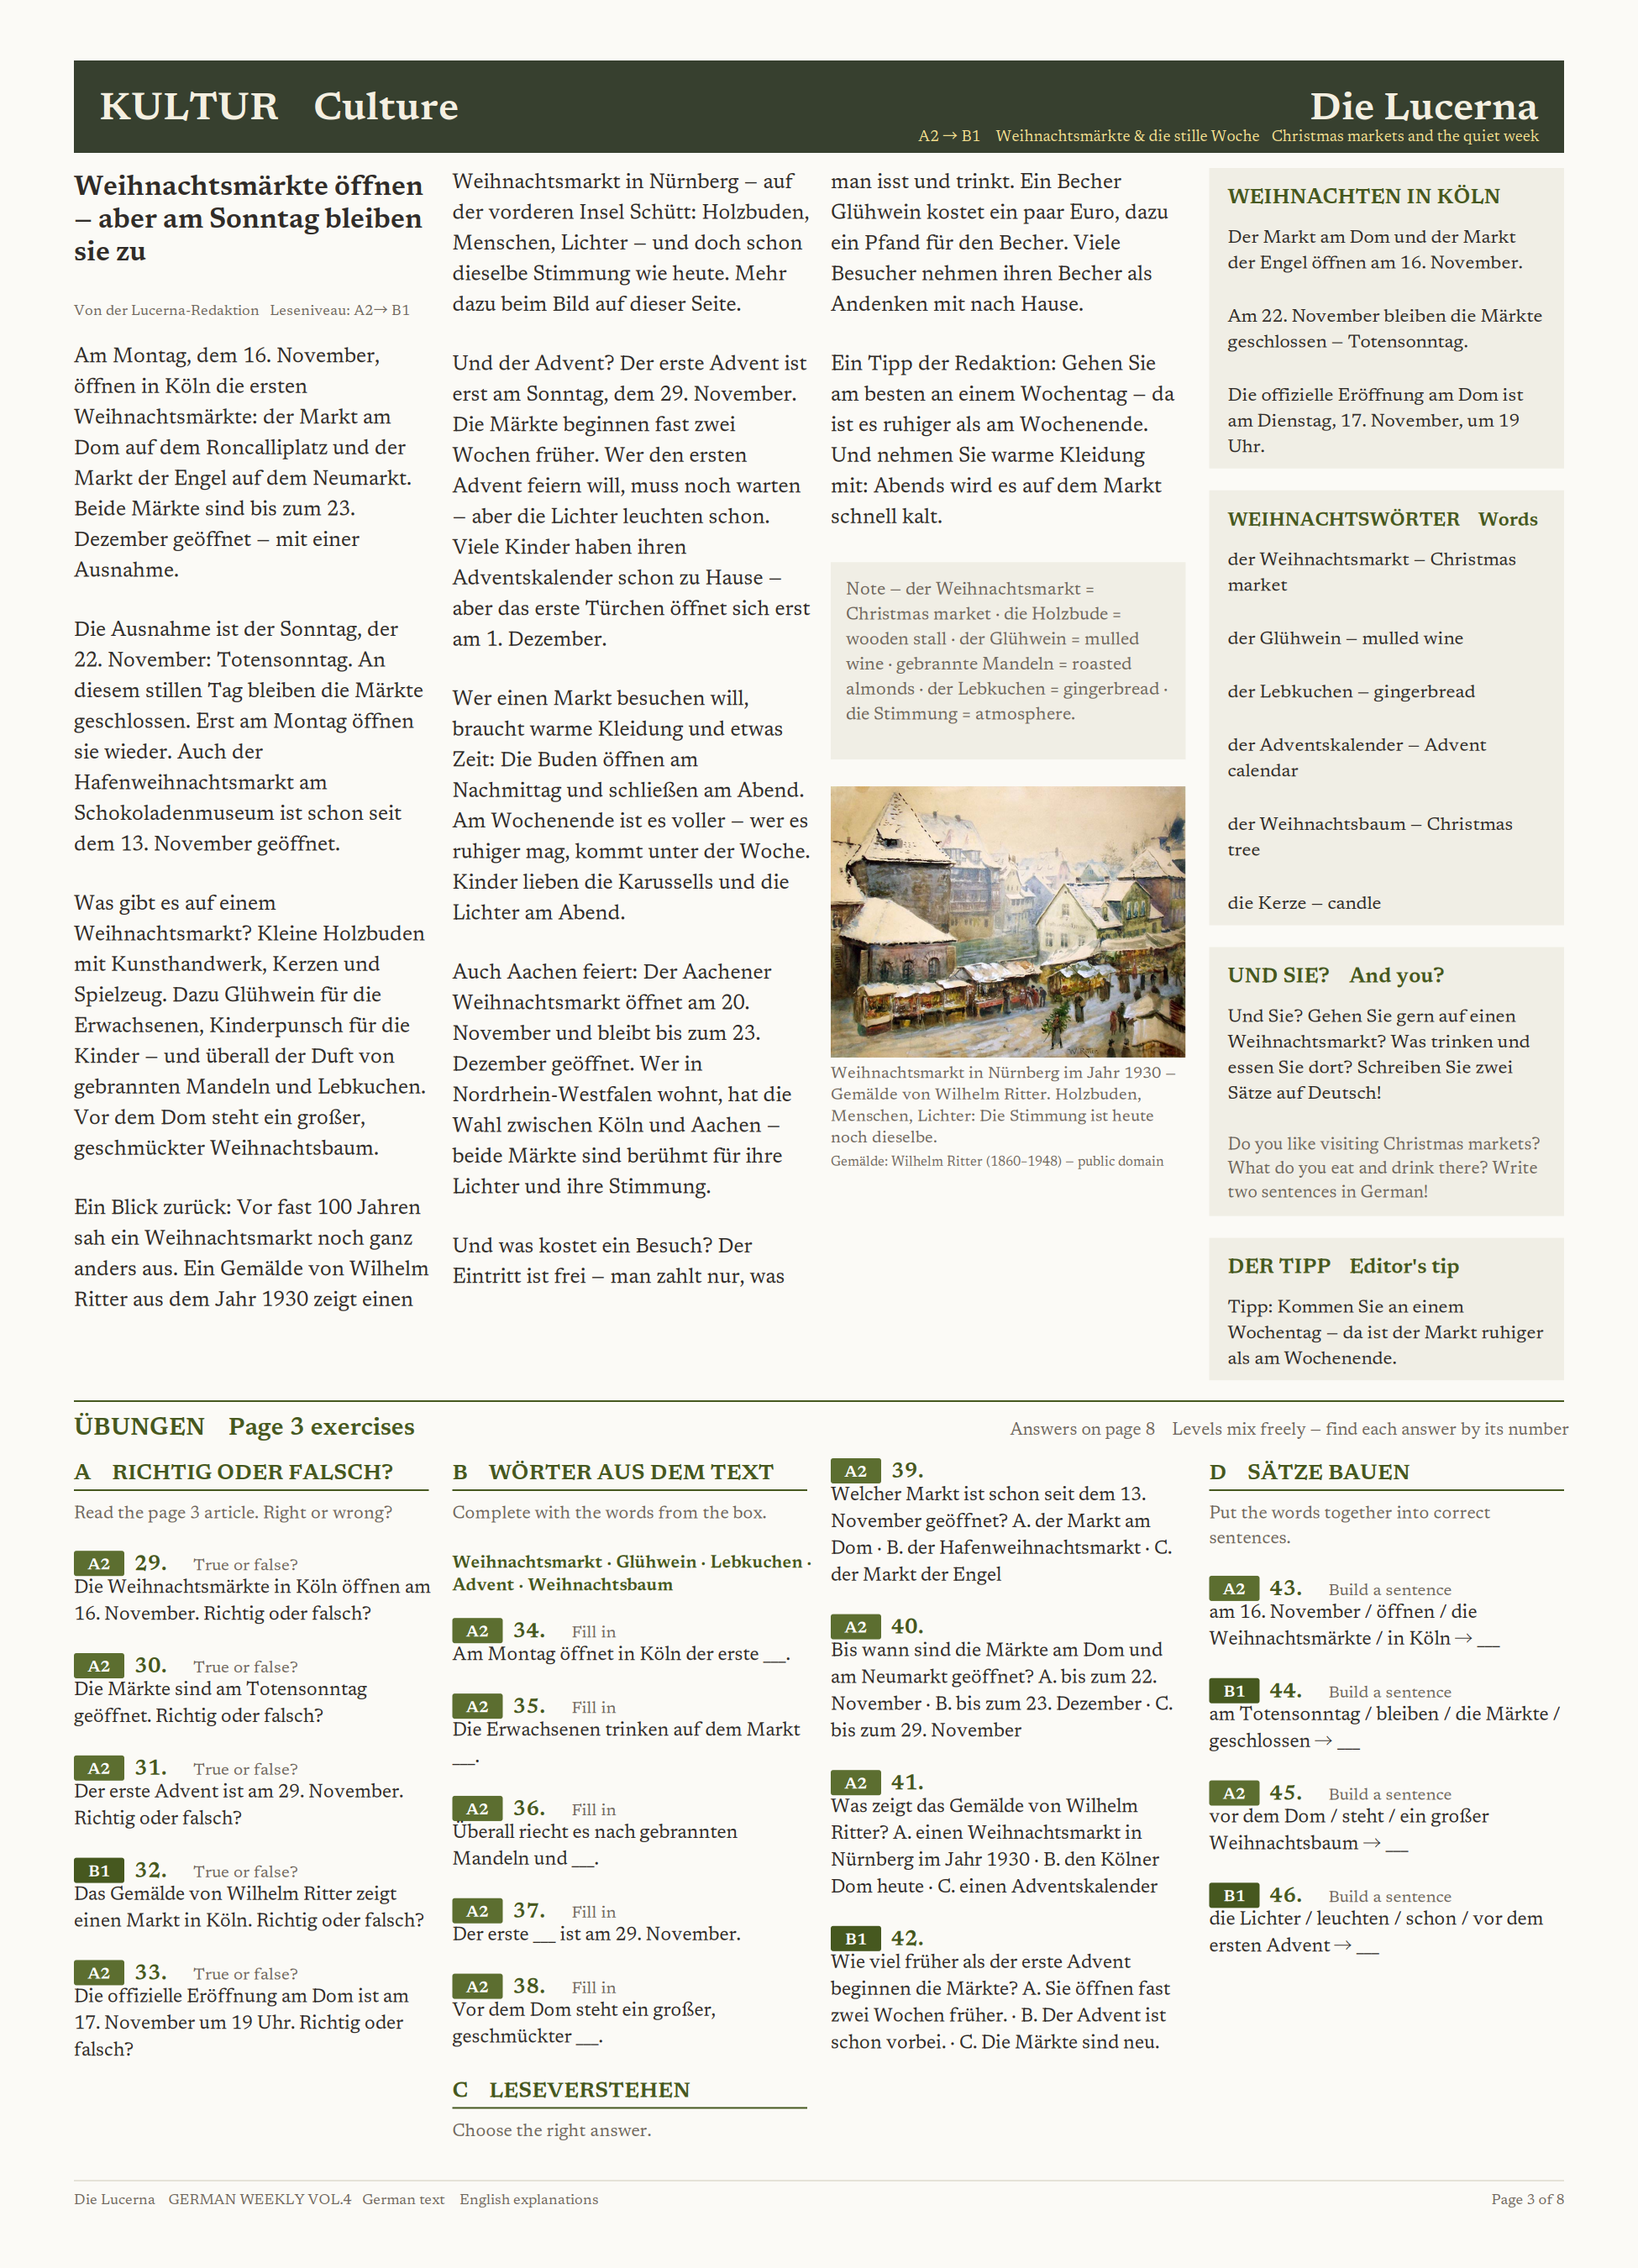 KULTUR Culture
Die Lucerna
A2 → B1 Weihnachtsmärkte & die stille Woche Christmas markets and the quiet week
Weihnachtsmärkte öffnen
– aber am Sonntag bleiben
sie zu
Von der Lucerna-Redaktion Leseniveau: A2→ B1
Am Montag, dem 16. November,
öffnen in Köln die ersten
Weihnachtsmärkte: der Markt am
Dom auf dem Roncalliplatz und der
Markt der Engel auf dem Neumarkt.
Beide Märkte sind bis zum 23.
Dezember geöffnet – mit einer
Ausnahme.
Die Ausnahme ist der Sonntag, der
22. November: Totensonntag. An
diesem stillen Tag bleiben die Märkte
geschlossen. Erst am Montag öffnen
sie wieder. Auch der
Hafenweihnachtsmarkt am
Schokoladenmuseum ist schon seit
dem 13. November geöffnet.
Was gibt es auf einem
Weihnachtsmarkt? Kleine Holzbuden
mit Kunsthandwerk, Kerzen und
Spielzeug. Dazu Glühwein für die
Erwachsenen, Kinderpunsch für die
Kinder – und überall der Duft von
gebrannten Mandeln und Lebkuchen.
Vor dem Dom steht ein großer,
geschmückter Weihnachtsbaum.
Ein Blick zurück: Vor fast 100 Jahren
sah ein Weihnachtsmarkt noch ganz
anders aus. Ein Gemälde von Wilhelm
Ritter aus dem Jahr 1930 zeigt einen
Weihnachtsmarkt in Nürnberg – auf
der vorderen Insel Schütt: Holzbuden,
Menschen, Lichter – und doch schon
dieselbe Stimmung wie heute. Mehr
dazu beim Bild auf dieser Seite.
Und der Advent? Der erste Advent ist
erst am Sonntag, dem 29. November.
Die Märkte beginnen fast zwei
Wochen früher. Wer den ersten
Advent feiern will, muss noch warten
– aber die Lichter leuchten schon.
Viele Kinder haben ihren
Adventskalender schon zu Hause –
aber das erste Türchen öffnet sich erst
am 1. Dezember.
Wer einen Markt besuchen will,
braucht warme Kleidung und etwas
Zeit: Die Buden öffnen am
Nachmittag und schließen am Abend.
Am Wochenende ist es voller – wer es
ruhiger mag, kommt unter der Woche.
Kinder lieben die Karussells und die
Lichter am Abend.
Auch Aachen feiert: Der Aachener
Weihnachtsmarkt öffnet am 20.
November und bleibt bis zum 23.
Dezember geöffnet. Wer in
Nordrhein-Westfalen wohnt, hat die
Wahl zwischen Köln und Aachen –
beide Märkte sind berühmt für ihre
Lichter und ihre Stimmung.
Und was kostet ein Besuch? Der
Eintritt ist frei – man zahlt nur, was
man isst und trinkt. Ein Becher
Glühwein kostet ein paar Euro, dazu
ein Pfand für den Becher. Viele
Besucher nehmen ihren Becher als
Andenken mit nach Hause.
Ein Tipp der Redaktion: Gehen Sie
am besten an einem Wochentag – da
ist es ruhiger als am Wochenende.
Und nehmen Sie warme Kleidung
mit: Abends wird es auf dem Markt
schnell kalt.
Note – der Weihnachtsmarkt =
Christmas market · die Holzbude =
wooden stall · der Glühwein = mulled
wine · gebrannte Mandeln = roasted
almonds · der Lebkuchen = gingerbread ·
die Stimmung = atmosphere.
Weihnachtsmarkt in Nürnberg im Jahr 1930 –
Gemälde von Wilhelm Ritter. Holzbuden,
Menschen, Lichter: Die Stimmung ist heute
noch dieselbe.
Gemälde: Wilhelm Ritter (1860–1948) – public domain
WEIHNACHTEN IN KÖLN
Der Markt am Dom und der Markt
der Engel öffnen am 16. November.
Am 22. November bleiben die Märkte
geschlossen – Totensonntag.
Die offizielle Eröffnung am Dom ist
am Dienstag, 17. November, um 19
Uhr.
WEIHNACHTSWÖRTER Words
der Weihnachtsmarkt – Christmas
market
der Glühwein – mulled wine
der Lebkuchen – gingerbread
der Adventskalender – Advent
calendar
der Weihnachtsbaum – Christmas
tree
die Kerze – candle
UND SIE? And you?
Und Sie? Gehen Sie gern auf einen
Weihnachtsmarkt? Was trinken und
essen Sie dort? Schreiben Sie zwei
Sätze auf Deutsch!
Do you like visiting Christmas markets?
What do you eat and drink there? Write
two sentences in German!
DER TIPP Editor's tip
Tipp: Kommen Sie an einem
Wochentag – da ist der Markt ruhiger
als am Wochenende.
ÜBUNGEN Page 3 exercises
Answers on page 8 Levels mix freely – find each answer by its number
A RICHTIG ODER FALSCH?
Read the page 3 article. Right or wrong?
A2 29. True or false?
Die Weihnachtsmärkte in Köln öffnen am
16. November. Richtig oder falsch?
A2 30. True or false?
Die Märkte sind am Totensonntag
geöffnet. Richtig oder falsch?
A2 31. True or false?
Der erste Advent ist am 29. November.
Richtig oder falsch?
B1 32. True or false?
Das Gemälde von Wilhelm Ritter zeigt
einen Markt in Köln. Richtig oder falsch?
A2 33. True or false?
Die offizielle Eröffnung am Dom ist am
17. November um 19 Uhr. Richtig oder
falsch?
B WÖRTER AUS DEM TEXT
Complete with the words from the box.
Weihnachtsmarkt · Glühwein · Lebkuchen ·
Advent · Weihnachtsbaum
A2 34. Fill in
Am Montag öffnet in Köln der erste ___.
A2 35. Fill in
Die Erwachsenen trinken auf dem Markt
___.
A2 36. Fill in
Überall riecht es nach gebrannten
Mandeln und ___.
A2 37. Fill in
Der erste ___ ist am 29. November.
A2 38. Fill in
Vor dem Dom steht ein großer,
geschmückter ___.
C LESEVERSTEHEN
Choose the right answer.
A2 39.
Welcher Markt ist schon seit dem 13.
November geöffnet? A. der Markt am
Dom · B. der Hafenweihnachtsmarkt · C.
der Markt der Engel
A2 40.
Bis wann sind die Märkte am Dom und
am Neumarkt geöffnet? A. bis zum 22.
November · B. bis zum 23. Dezember · C.
bis zum 29. November
A2 41.
Was zeigt das Gemälde von Wilhelm
Ritter? A. einen Weihnachtsmarkt in
Nürnberg im Jahr 1930 · B. den Kölner
Dom heute · C. einen Adventskalender
B1 42.
Wie viel früher als der erste Advent
beginnen die Märkte? A. Sie öffnen fast
zwei Wochen früher. · B. Der Advent ist
schon vorbei. · C. Die Märkte sind neu.
D SÄTZE BAUEN
Put the words together into correct
sentences.
A2 43. Build a sentence
am 16. November / öffnen / die
Weihnachtsmärkte / in Köln → ___
B1 44. Build a sentence
am Totensonntag / bleiben / die Märkte /
geschlossen → ___
A2 45. Build a sentence
vor dem Dom / steht / ein großer
Weihnachtsbaum → ___
B1 46. Build a sentence
die Lichter / leuchten / schon / vor dem
ersten Advent → ___
Die Lucerna GERMAN WEEKLY VOL.4 German text English explanations
Page 3 of 8